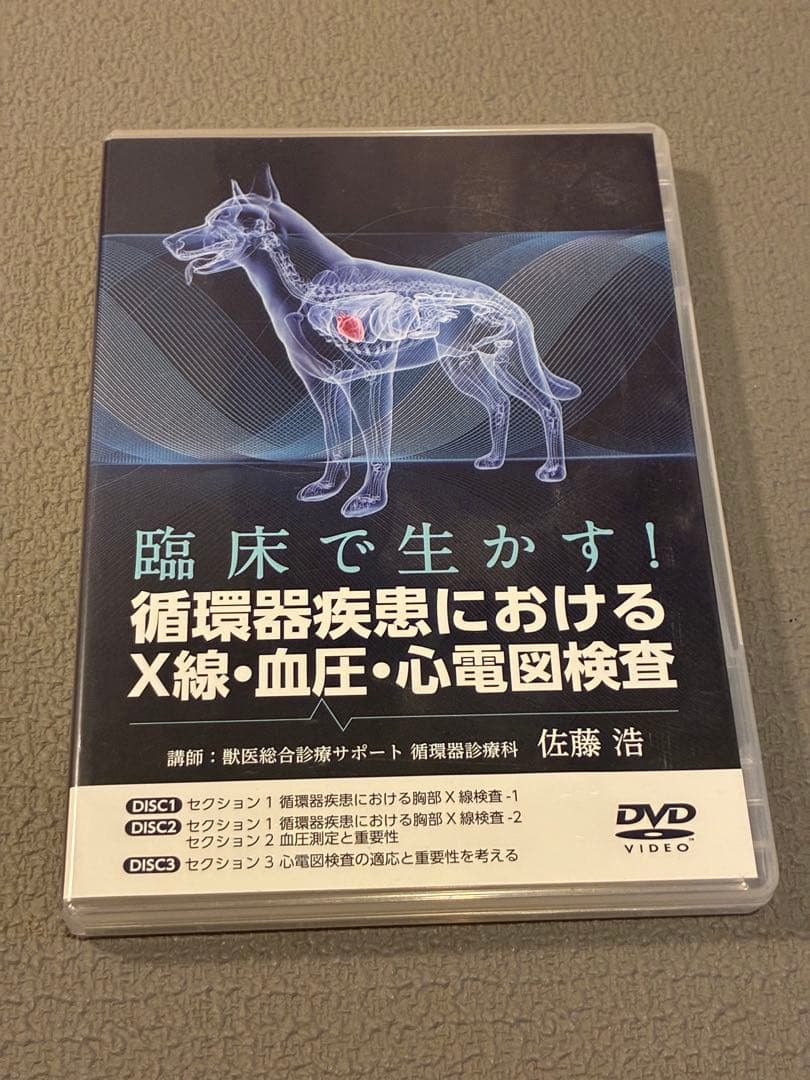 臨床で生かす!
循環器疾患における
X線・血圧・心電図検査
講師：獣医総合診療サポート 循環器診療科 佐藤 浩
DISC1 セクション1 循環器疾患における胸部X線検査-1
DISC2 セクション1 循環器疾患における胸部X線検査-2
セクション2 血圧測定と重要性
DISC3 セクション3 心電図検査の適応と重要性を考える
DVD
VIDEO™